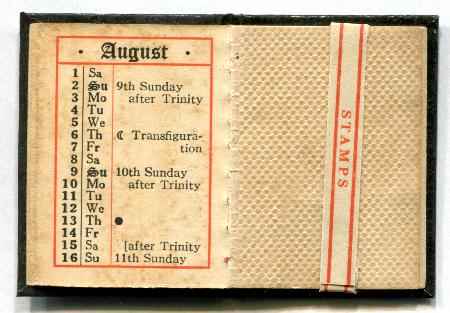 · August ·
1 Sa
2 Su 9th Sunday
3 Mo after Trinity
4 Tu
5 We
6 Th ☾ Transfigura-
7 Fr tion
8 Sa
9 Su 10th Sunday
10 Mo after Trinity
11 Tu
12 We
13 Th ●
14 Fr
15 Sa [after Trinity
16 Su 11th Sunday
STAMPS